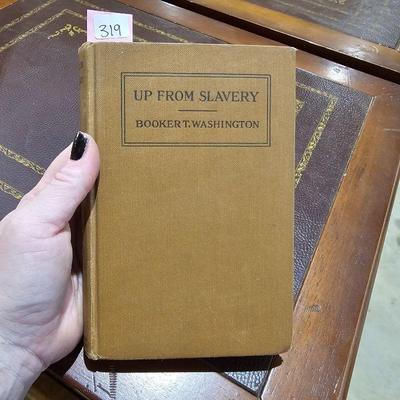 319
UP FROM SLAVERY
BOOKER T. WASHINGTON